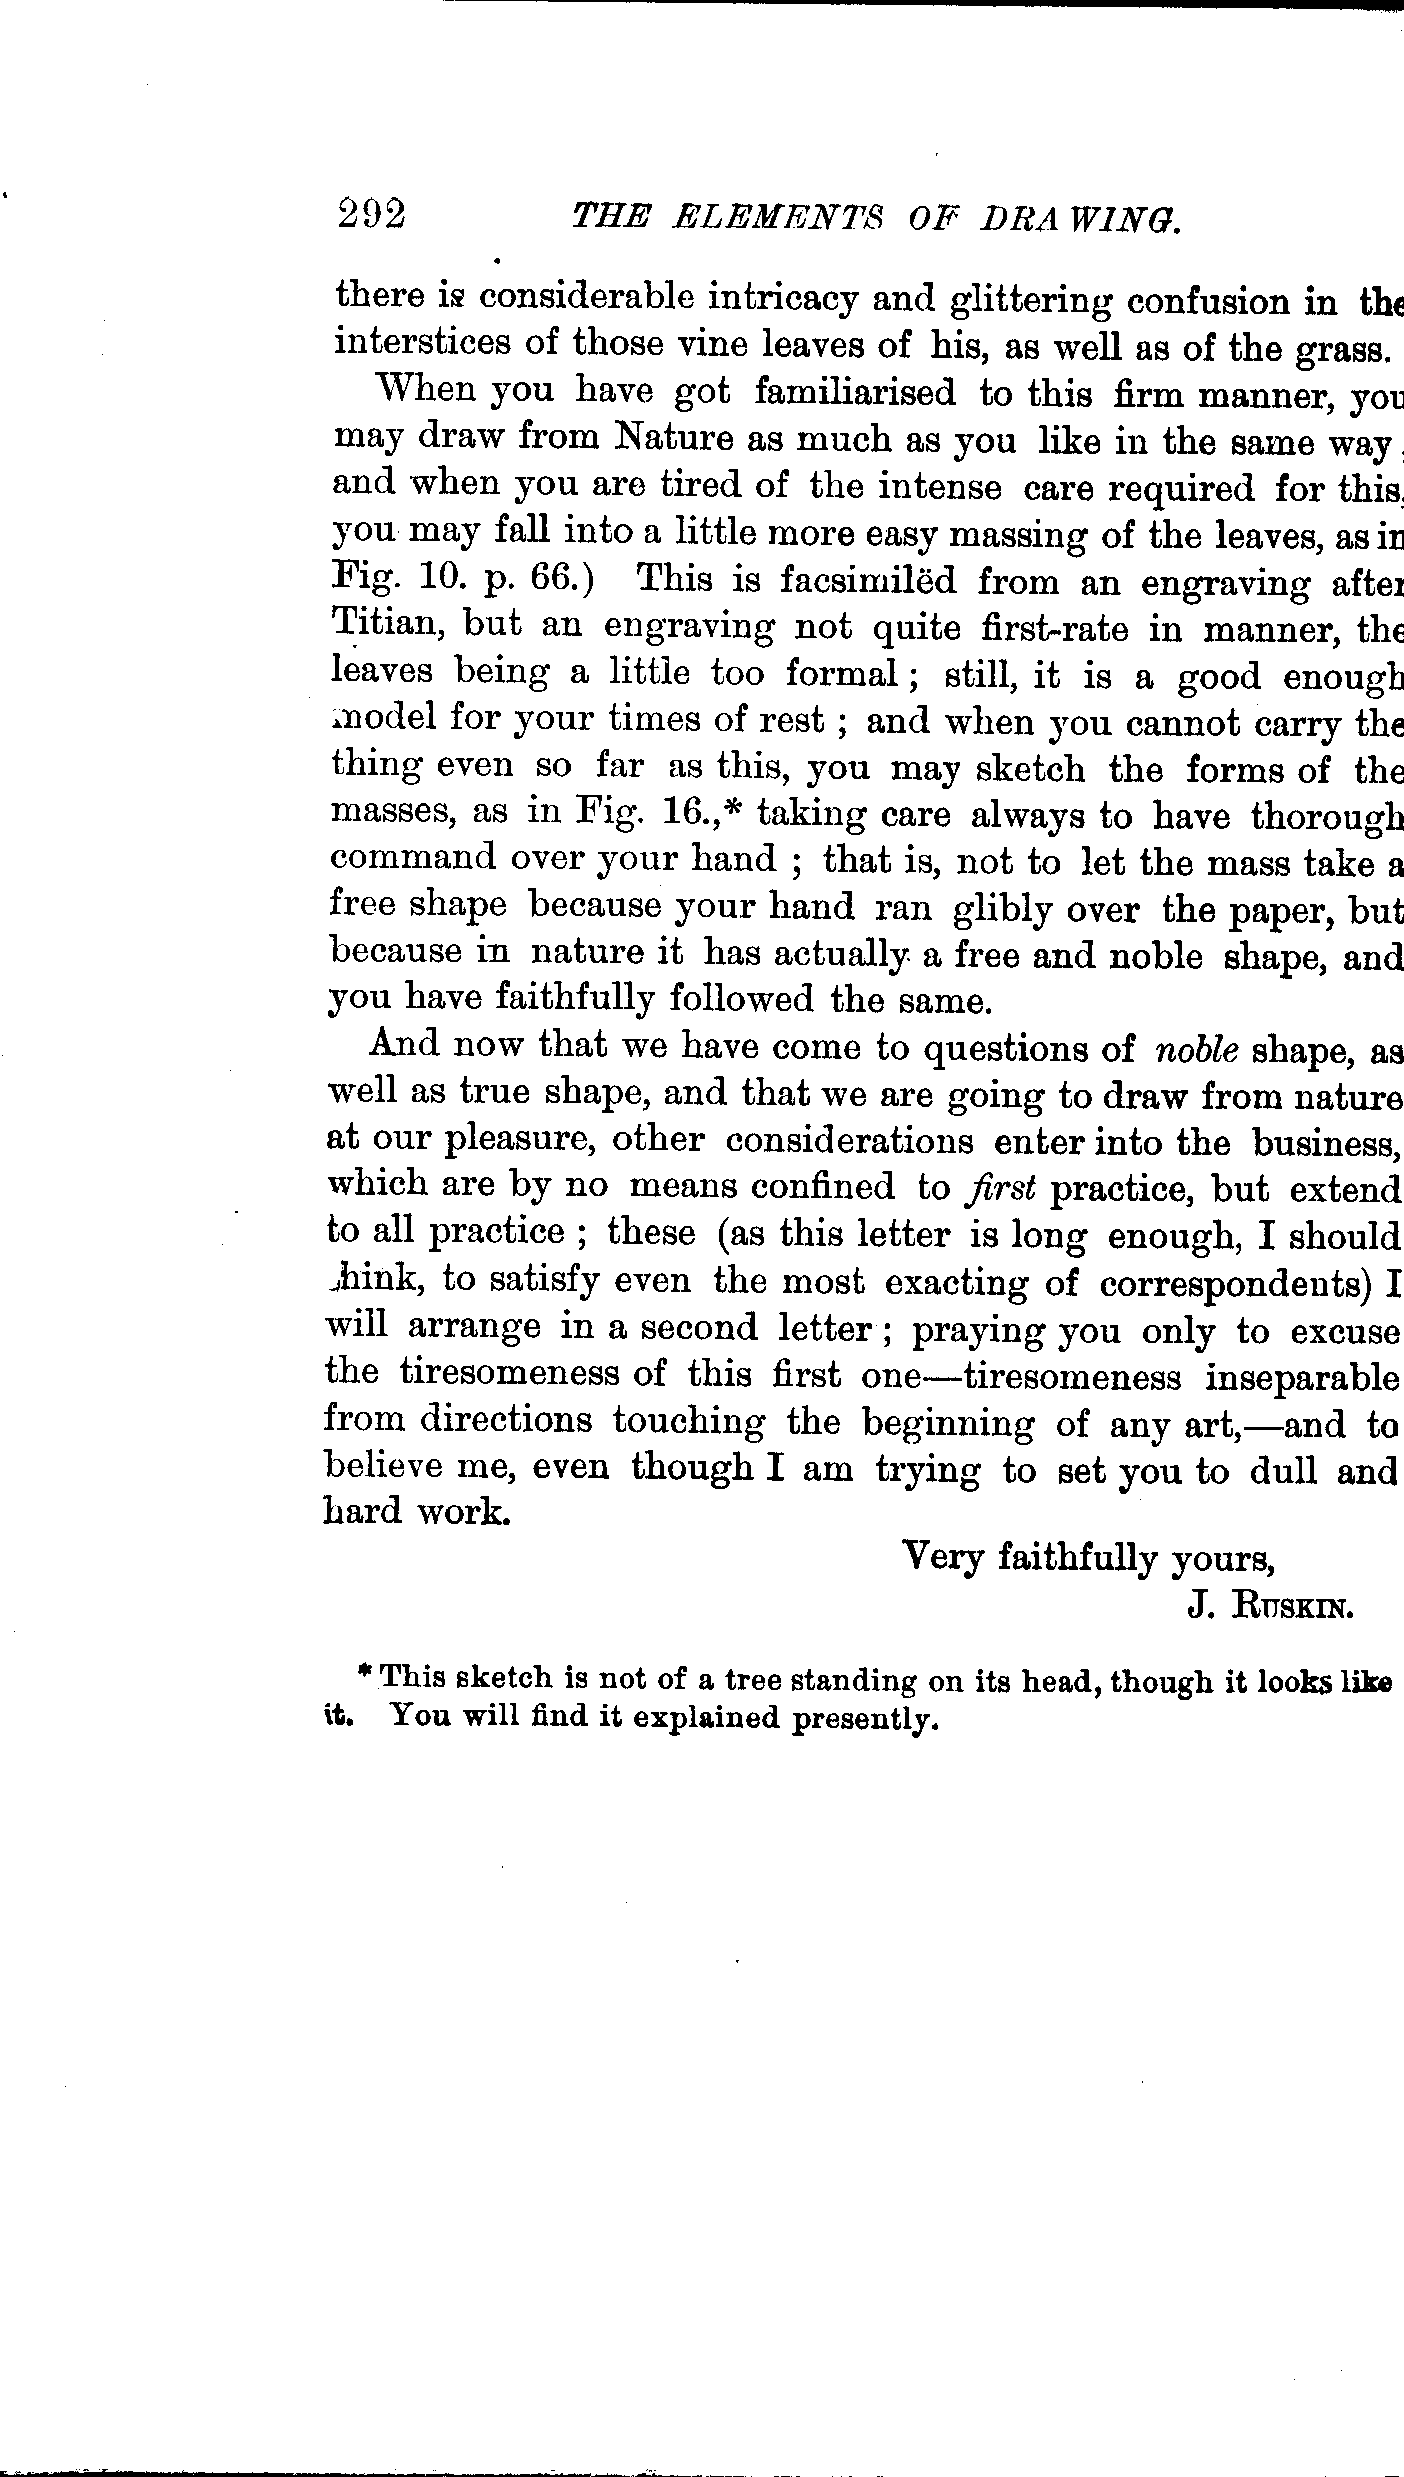 292 THE ELEMENTS OF DRAWING.
there is considerable intricacy and glittering confusion in the
interstices of those vine leaves of his, as well as of the grass.
When you have got familiarised to this firm manner, you
may draw from Nature as much as you like in the same way;
and when you are tired of the intense care required for this,
you may fall into a little more easy massing of the leaves, as in
Fig. 10. p. 66.) This is facsimilëd from an engraving after
Titian, but an engraving not quite first-rate in manner, the
leaves being a little too formal; still, it is a good enough
model for your times of rest; and when you cannot carry the
thing even so far as this, you may sketch the forms of the
masses, as in Fig. 16.,* taking care always to have thorough
command over your hand; that is, not to let the mass take a
free shape because your hand ran glibly over the paper, but
because in nature it has actually a free and noble shape, and
you have faithfully followed the same.
And now that we have come to questions of noble shape, as
well as true shape, and that we are going to draw from nature
at our pleasure, other considerations enter into the business,
which are by no means confined to first practice, but extend
to all practice; these (as this letter is long enough, I should
think, to satisfy even the most exacting of correspondents) I
will arrange in a second letter; praying you only to excuse
the tiresomeness of this first one—tiresomeness inseparable
from directions touching the beginning of any art,—and to
believe me, even though I am trying to set you to dull and
hard work.
Very faithfully yours,
J. RUSKIN.
* This sketch is not of a tree standing on its head, though it looks like
it. You will find it explained presently.